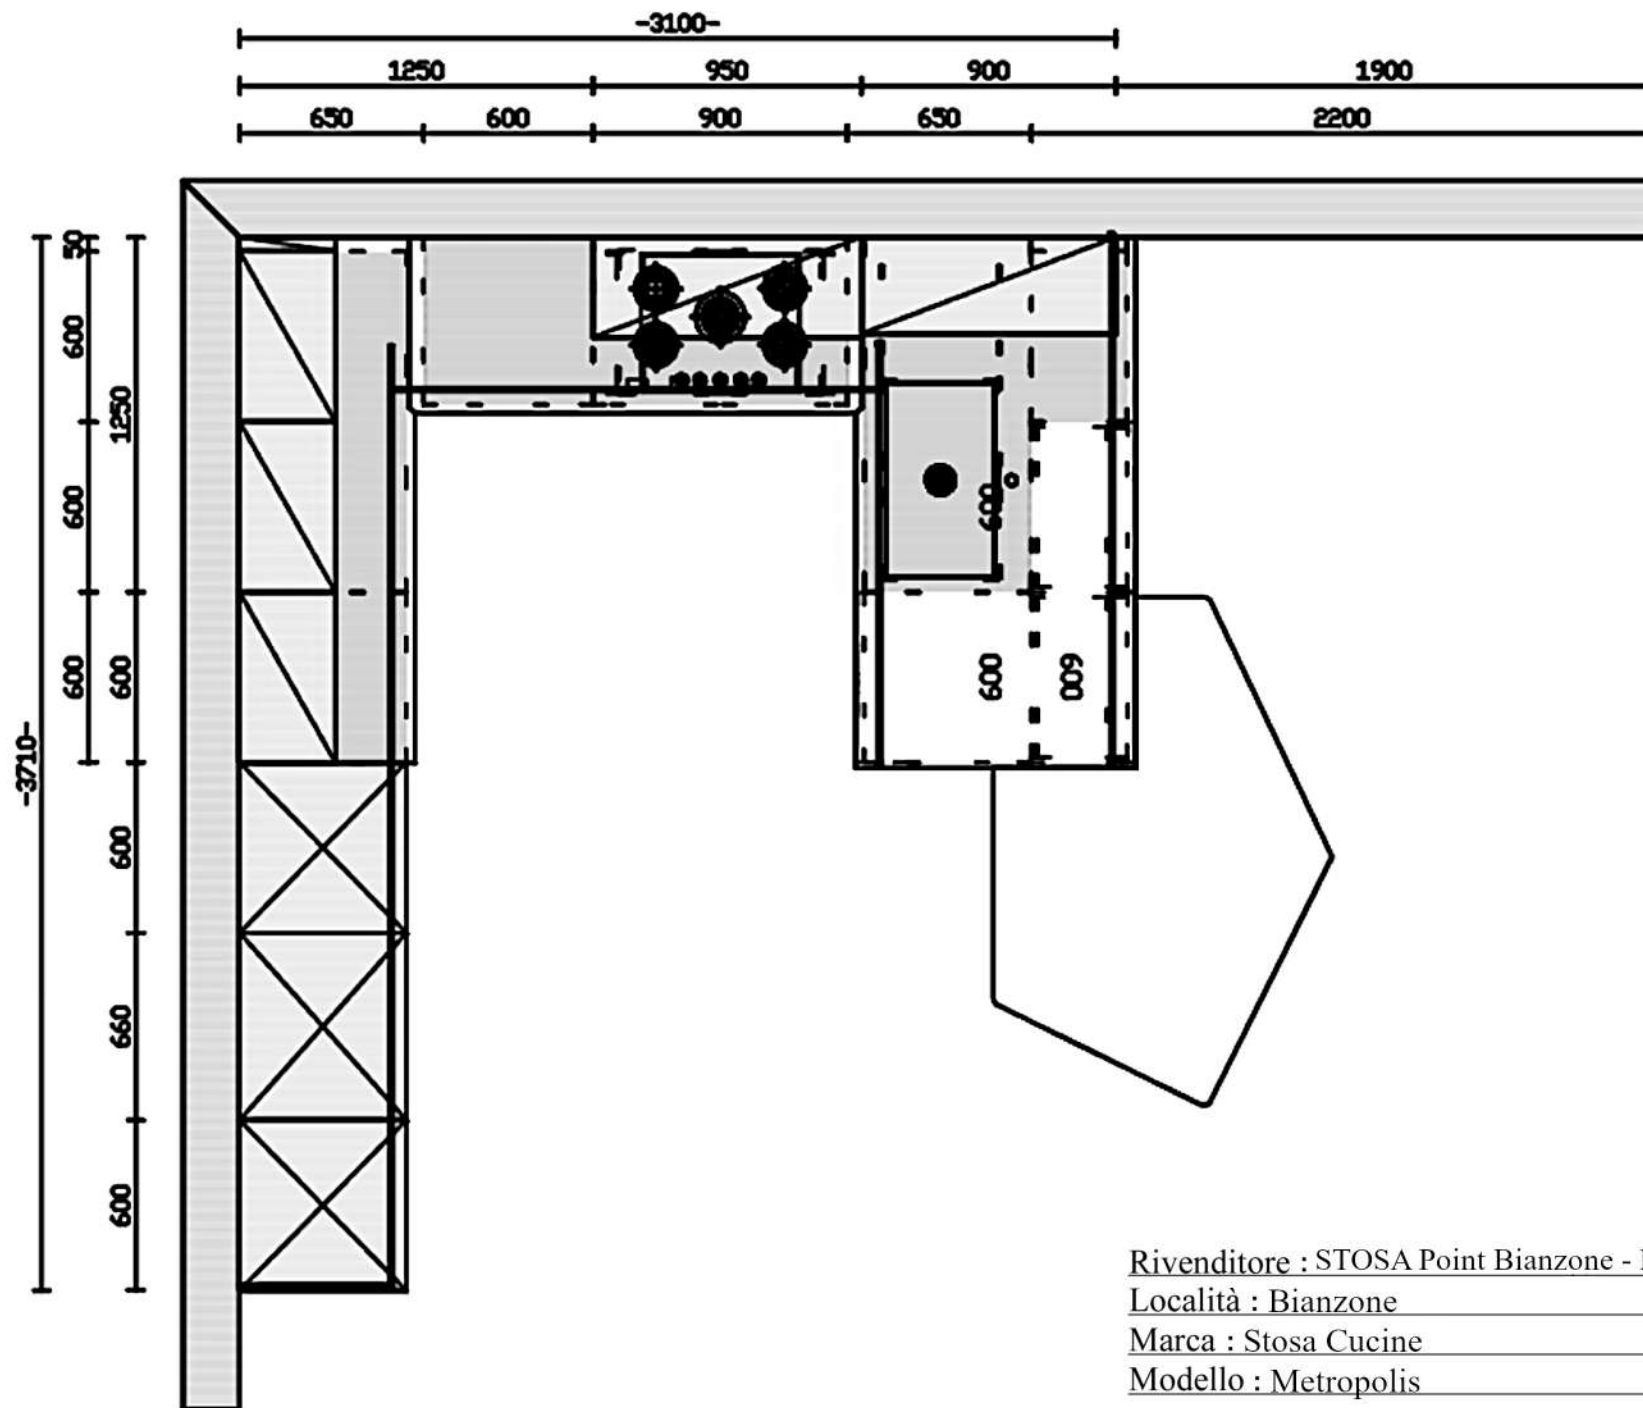 -3100-
1250 950 900 1900
650 600 900 650 2200
50
600
1250
600
600
600
600
600
600
-3710-
600
660
600
Rivenditore : STOSA Point Bianzone -
Località : Bianzone
Marca : Stosa Cucine
Modello : Metropolis